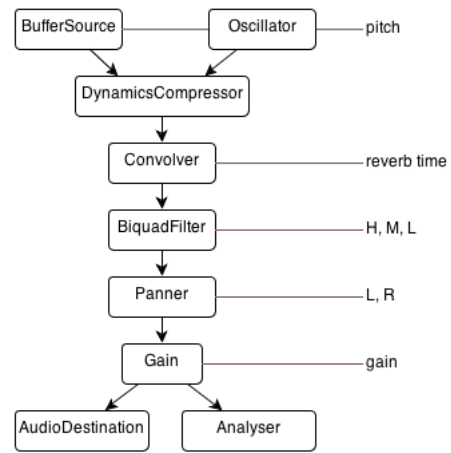 BufferSource
Oscillator
pitch
DynamicsCompressor
Convolver
reverb time
BiquadFilter
H, M, L
Panner
L, R
Gain
gain
AudioDestination
Analyser